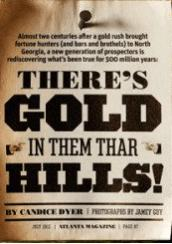 Almost two centuries after a gold rush brought
fortune hunters (and bars and brothels) to North
Georgia, a new generation of prospectors is
rediscovering what's been true for 500 million years:
THERE'S
GOLD
IN THEM THAR
HILLS!
BY CANDICE DYER | PHOTOGRAPHS BY JAMEY GUY
JULY 2012 | ATLANTA MAGAZINE | PAGE 87